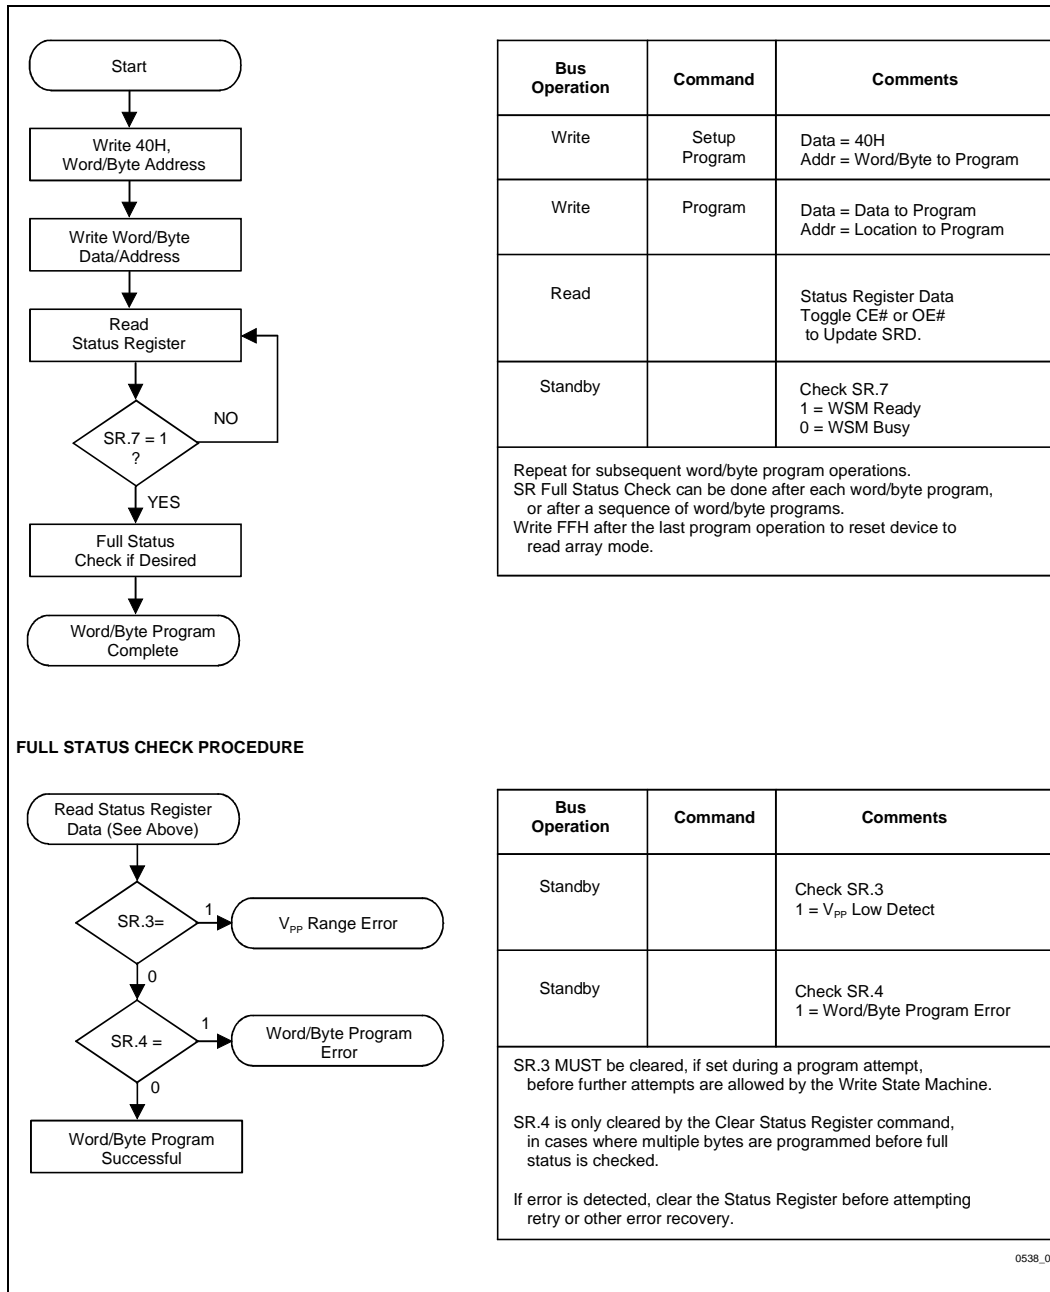 Start
Write 40H,
Word/Byte Address
Write Word/Byte
Data/Address
Read
Status Register
NO
SR.7 = 1
?
YES
Full Status
Check if Desired
Word/Byte Program
Complete
Bus
Operation
Command
Comments
Write
Setup
Program
Data = 40H
Addr = Word/Byte to Program
Write
Program
Data = Data to Program
Addr = Location to Program
Read
Status Register Data
Toggle CE# or OE#
to Update SRD.
Standby
Check SR.7
1 = WSM Ready
0 = WSM Busy
Repeat for subsequent word/byte program operations.
SR Full Status Check can be done after each word/byte program,
or after a sequence of word/byte programs.
Write FFH after the last program operation to reset device to
read array mode.
FULL STATUS CHECK PROCEDURE
Read Status Register
Data (See Above)
SR.3=
1
VPP Range Error
0
SR.4 =
1
Word/Byte Program
Error
0
Word/Byte Program
Successful
Bus
Operation
Command
Comments
Standby
Check SR.3
1 = VPP Low Detect
Standby
Check SR.4
1 = Word/Byte Program Error
SR.3 MUST be cleared, if set during a program attempt,
before further attempts are allowed by the Write State Machine.
SR.4 is only cleared by the Clear Status Register command,
in cases where multiple bytes are programmed before full
status is checked.
If error is detected, clear the Status Register before attempting
retry or other error recovery.
0538_0